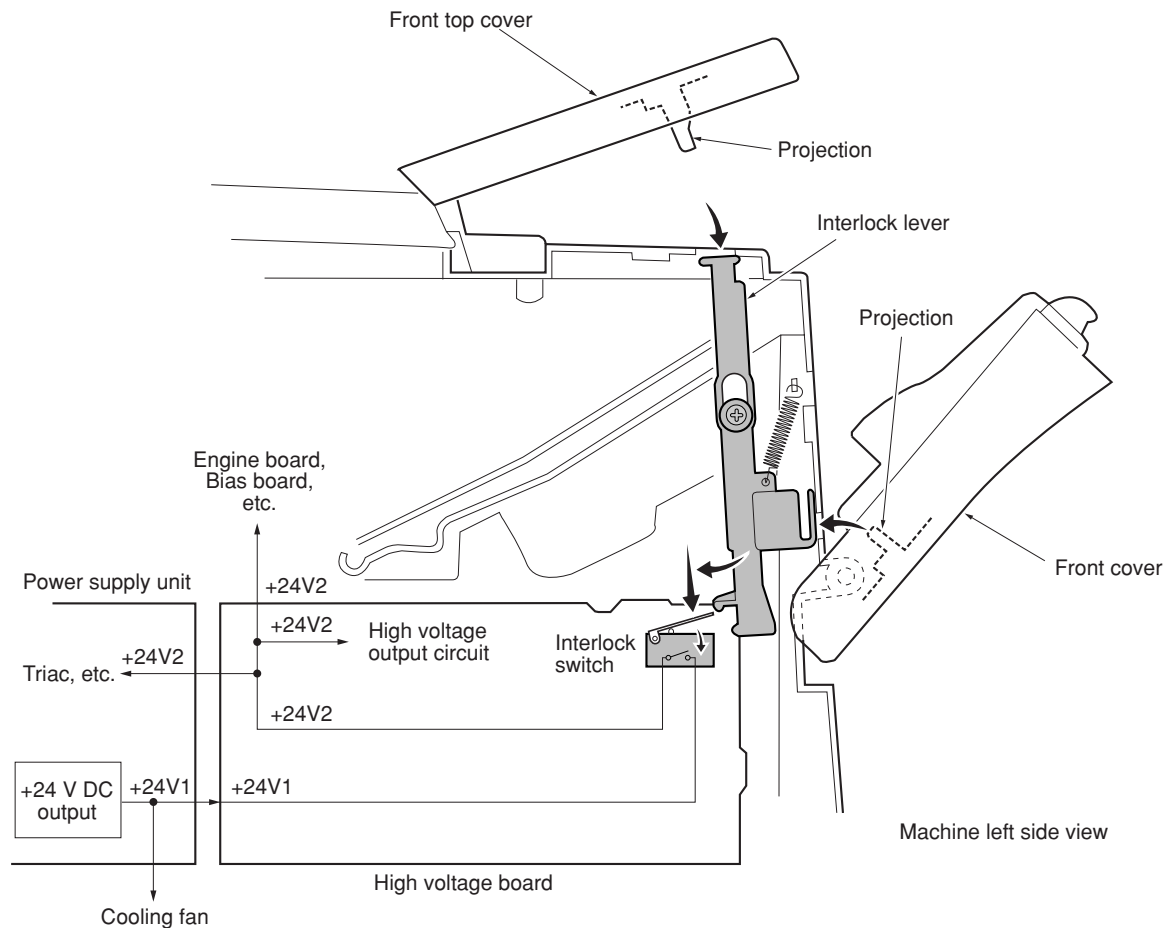 Front top cover
Projection
Interlock lever
Projection
Engine board,
Bias board,
etc.
Front cover
Power supply unit
+24V2
+24V2
High voltage
output circuit
Interlock
switch
+24V2
Triac, etc.
+24V2
+24 V DC
output
+24V1
+24V1
Machine left side view
High voltage board
Cooling fan